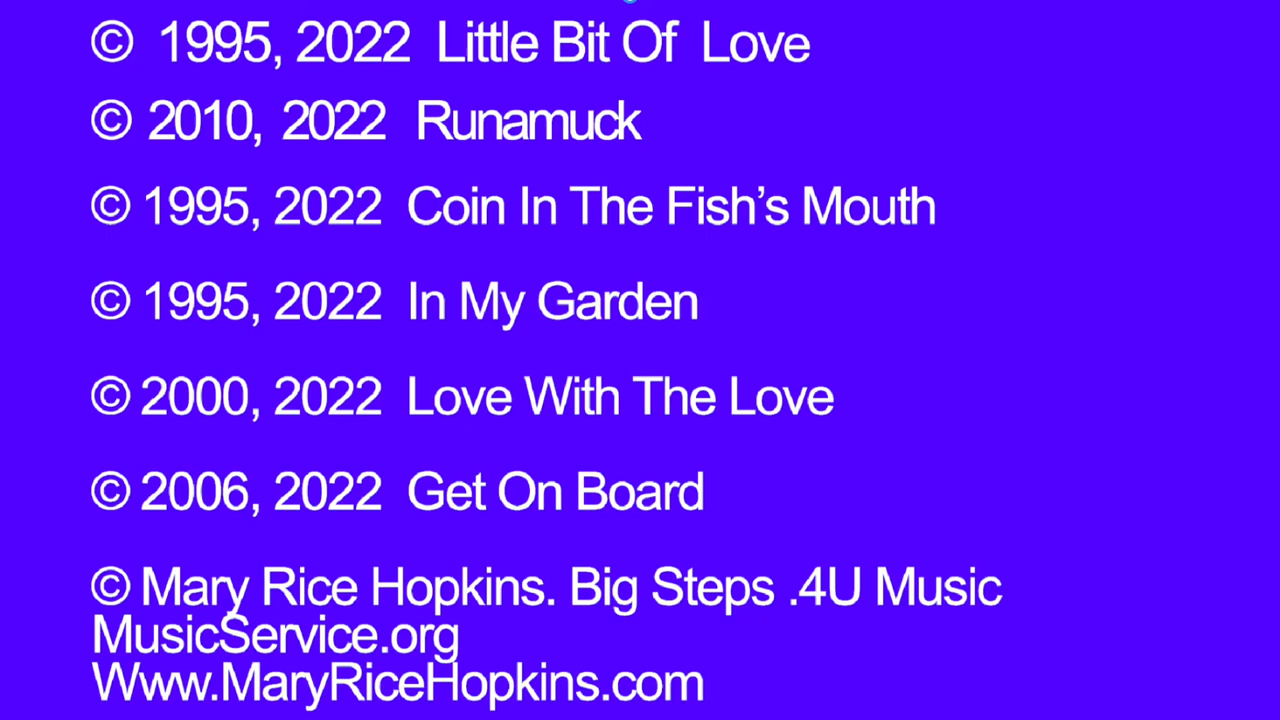 © 1995, 2022 Little Bit Of Love
© 2010, 2022 Runamuck
© 1995, 2022 Coin In The Fish’s Mouth
© 1995, 2022 In My Garden
© 2000, 2022 Love With The Love
© 2006, 2022 Get On Board
© Mary Rice Hopkins. Big Steps .4U Music
MusicService.org
Www.MaryRiceHopkins.com